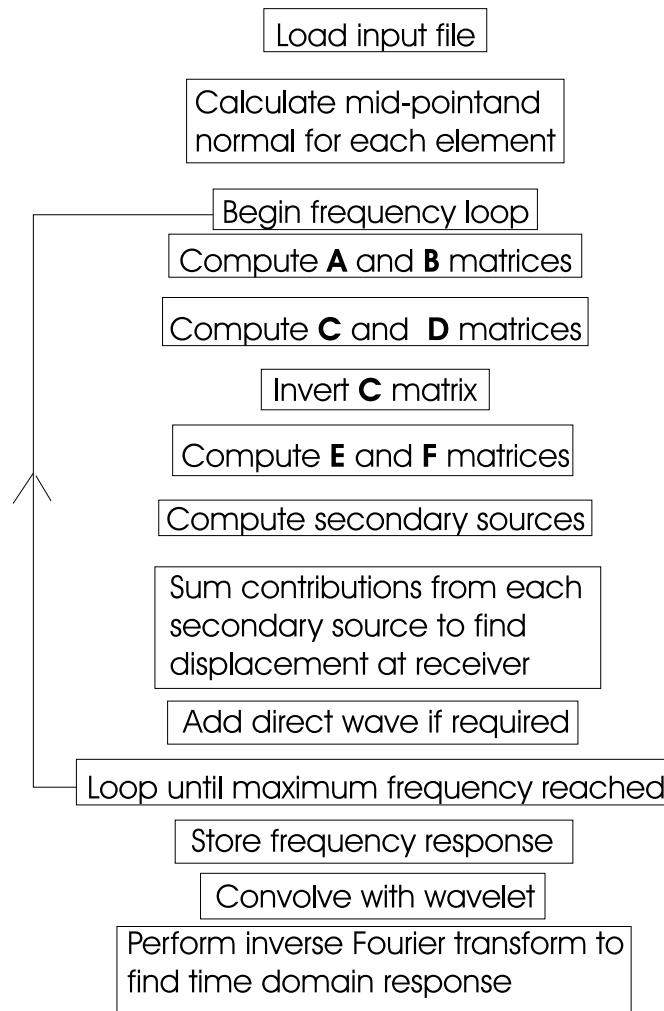 Load input file
Calculate mid-pointand
normal for each element
Begin frequency loop
Compute A and B matrices
Compute C and D matrices
Invert C matrix
Compute E and F matrices
Compute secondary sources
Sum contributions from each
secondary source to find
displacement at receiver
Add direct wave if required
Loop until maximum frequency reached
Store frequency response
Convolve with wavelet
Perform inverse Fourier transform to
find time domain response